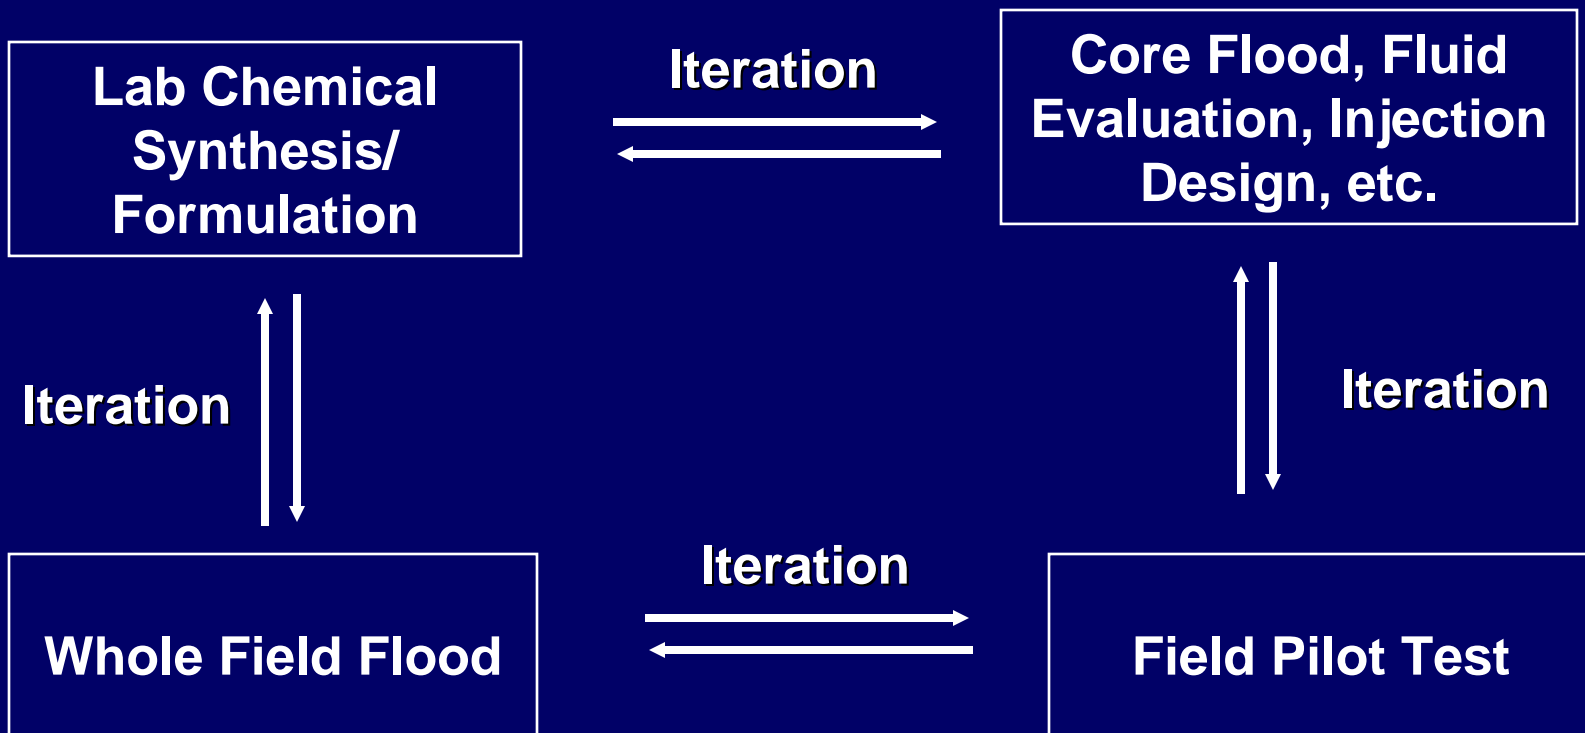 Lab Chemical
Synthesis/
Formulation
Iteration
Core Flood, Fluid
Evaluation, Injection
Design, etc.
Iteration
Iteration
Whole Field Flood
Iteration
Field Pilot Test